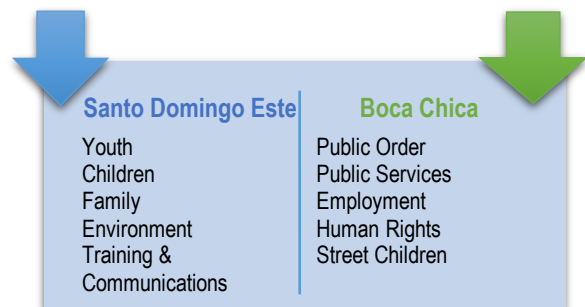 Santo Domingo Este
Youth
Children
Family
Environment
Training &
Communications
Boca Chica
Public Order
Public Services
Employment
Human Rights
Street Children